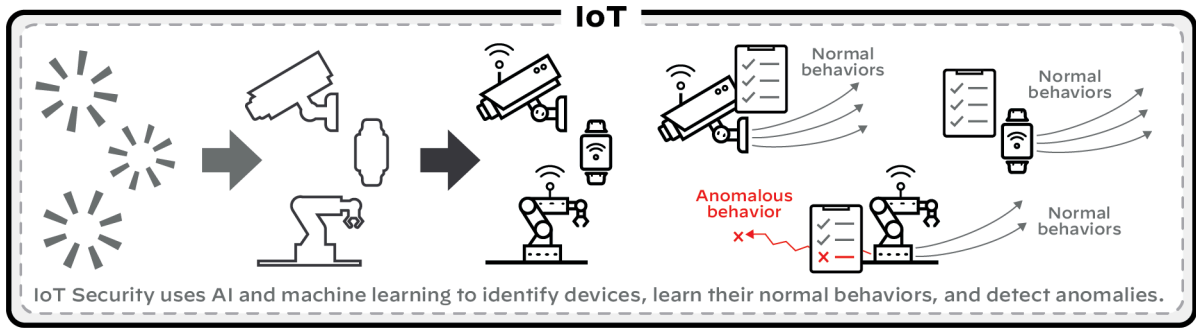 IoT
Normal
behaviors
Normal
behaviors
Anomalous
behavior
Normal
behaviors
IoT Security uses AI and machine learning to identify devices, learn their normal behaviors, and detect anomalies.